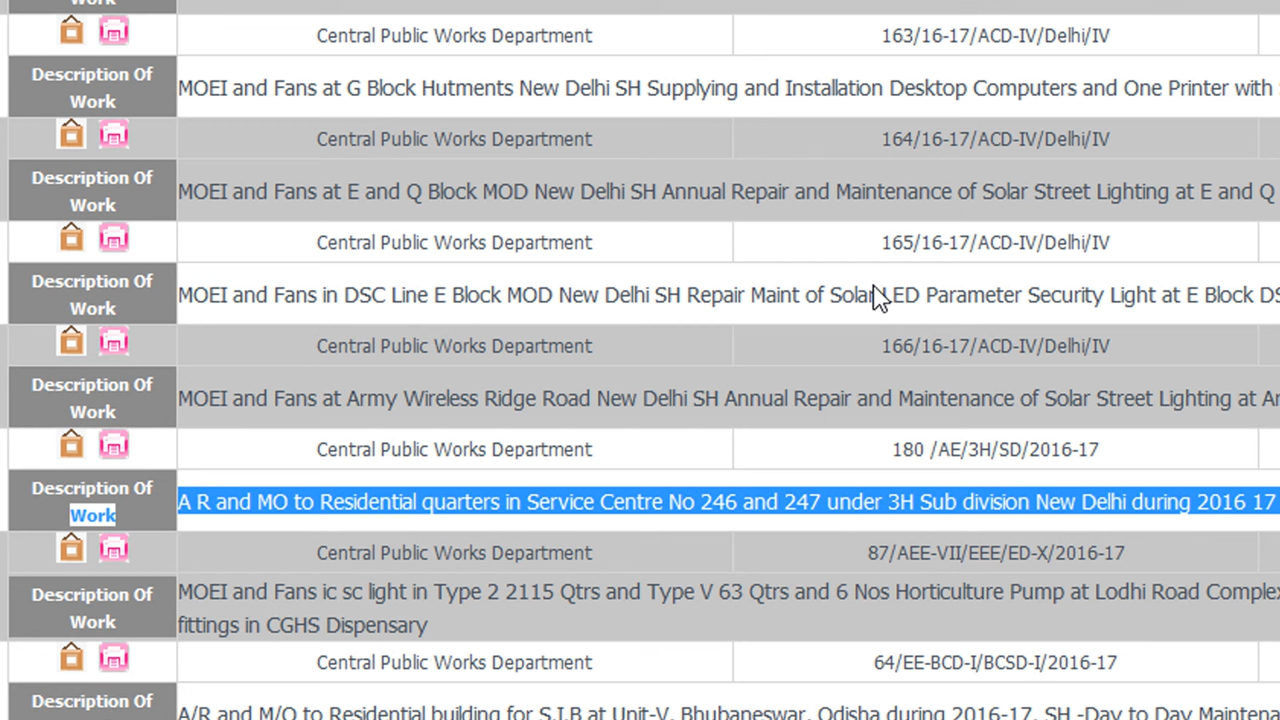 Work
Central Public Works Department 163/16-17/ACD-IV/Delhi/IV
Description Of
Work
MOEI and Fans at G Block Hutments New Delhi SH Supplying and Installation Desktop Computers and One Printer with
Central Public Works Department 164/16-17/ACD-IV/Delhi/IV
Description Of
Work
MOEI and Fans at E and Q Block MOD New Delhi SH Annual Repair and Maintenance of Solar Street Lighting at E and Q
Central Public Works Department 165/16-17/ACD-IV/Delhi/IV
Description Of
Work
MOEI and Fans in DSC Line E Block MOD New Delhi SH Repair Maint of Solar LED Parameter Security Light at E Block DS
Central Public Works Department 166/16-17/ACD-IV/Delhi/IV
Description Of
Work
MOEI and Fans at Army Wireless Ridge Road New Delhi SH Annual Repair and Maintenance of Solar Street Lighting at Ar
Central Public Works Department 180 /AE/3H/SD/2016-17
Description Of
Work
A R and MO to Residential quarters in Service Centre No 246 and 247 under 3H Sub division New Delhi during 2016 17
Central Public Works Department 87/AEE-VII/EEE/ED-X/2016-17
Description Of
Work
MOEI and Fans ic sc light in Type 2 2115 Qtrs and Type V 63 Qtrs and 6 Nos Horticulture Pump at Lodhi Road Complex
fittings in CGHS Dispensary
Central Public Works Department 64/EE-BCD-I/BCSD-I/2016-17
Description Of
A/R and M/O to Residential building for S.I.B at Unit-V, Bhubaneswar, Odisha during 2016-17. SH -Day to Day Maintena